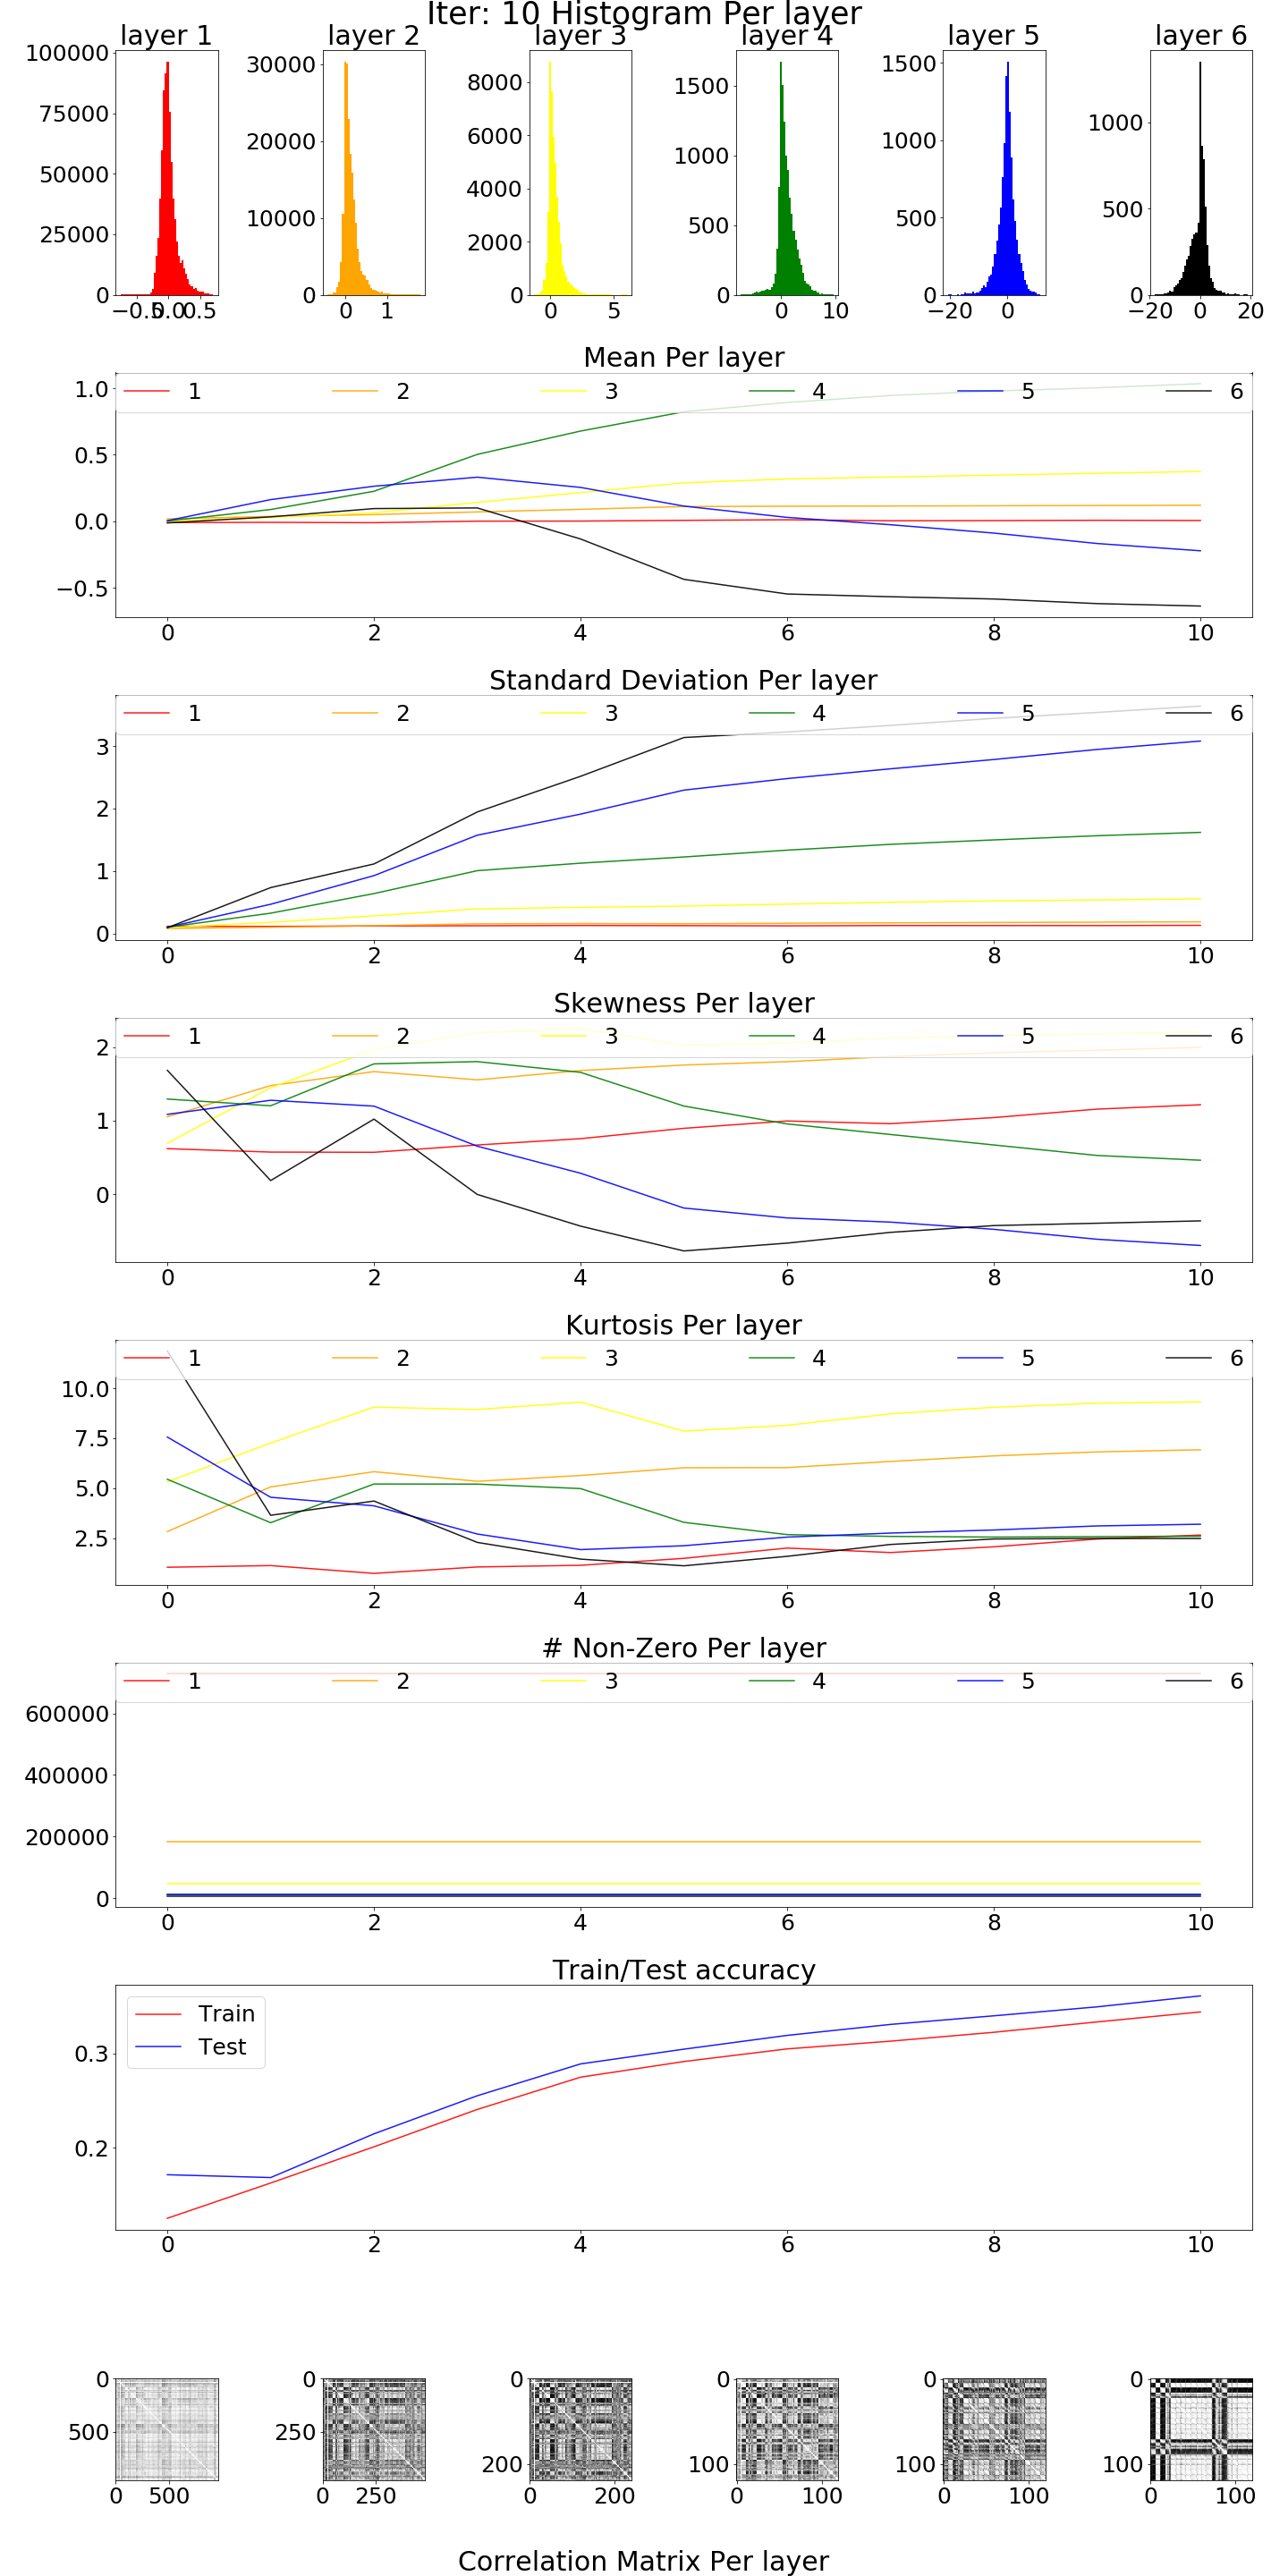 Iter: 10 Histogram Per layer
layer 1 layer 2 layer 3 layer 4 layer 5 layer 6
100000
75000
50000
25000
0
−0.5 0.0 0.5
30000
20000
10000
0
0 1
8000
6000
4000
2000
0
0 5
1500
1000
500
0
0 10
1500
1000
500
0
−20 0
1000
500
0
−20 0 20
Mean Per layer
1 2 3 4 5 6
1.0
0.5
0.0
−0.5
0 2 4 6 8 10
Standard Deviation Per layer
1 2 3 4 5 6
3
2
1
0
0 2 4 6 8 10
Skewness Per layer
1 2 3 4 5 6
2
1
0
0 2 4 6 8 10
Kurtosis Per layer
1 2 3 4 5 6
10.0
7.5
5.0
2.5
0 2 4 6 8 10
# Non-Zero Per layer
1 2 3 4 5 6
600000
400000
200000
0
0 2 4 6 8 10
Train/Test accuracy
Train
Test
0.3
0.2
0 2 4 6 8 10
0
500
0 500
0
250
0 250
0
200
0 200
0
100
0 100
0
100
0 100
0
100
0 100
Correlation Matrix Per layer